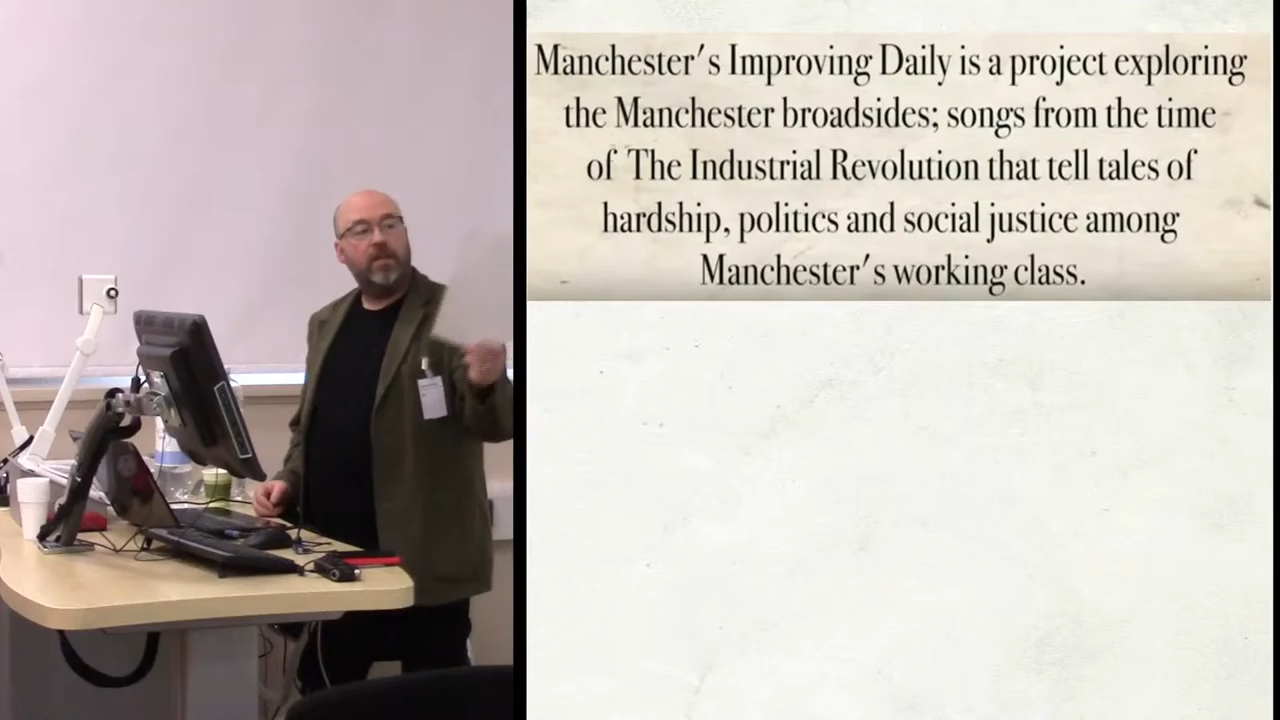 Manchester's Improving Daily is a project exploring
the Manchester broadsides; songs from the time
of The Industrial Revolution that tell tales of
hardship, politics and social justice among
Manchester's working class.